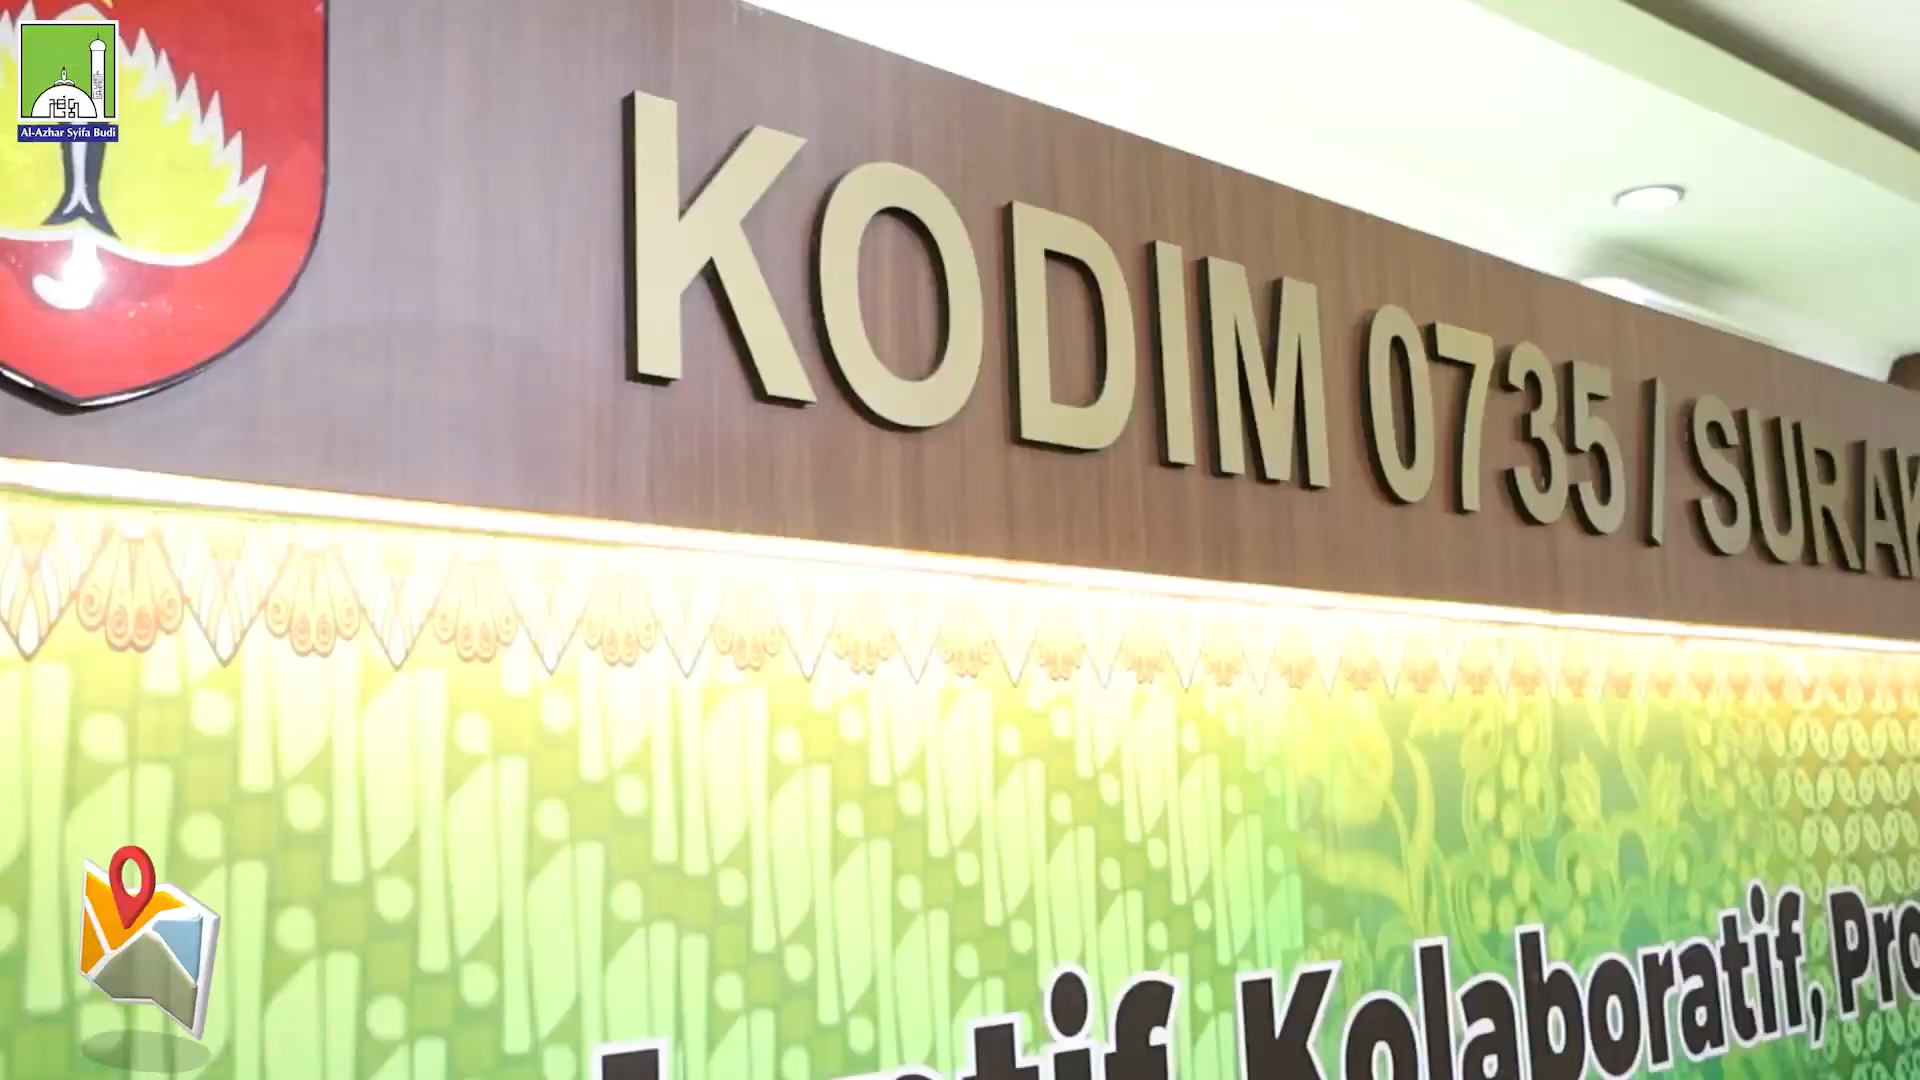 Al-Azhar Syifa Budi
KODIM 0735 / SURAK
Kolaboratif, Pro